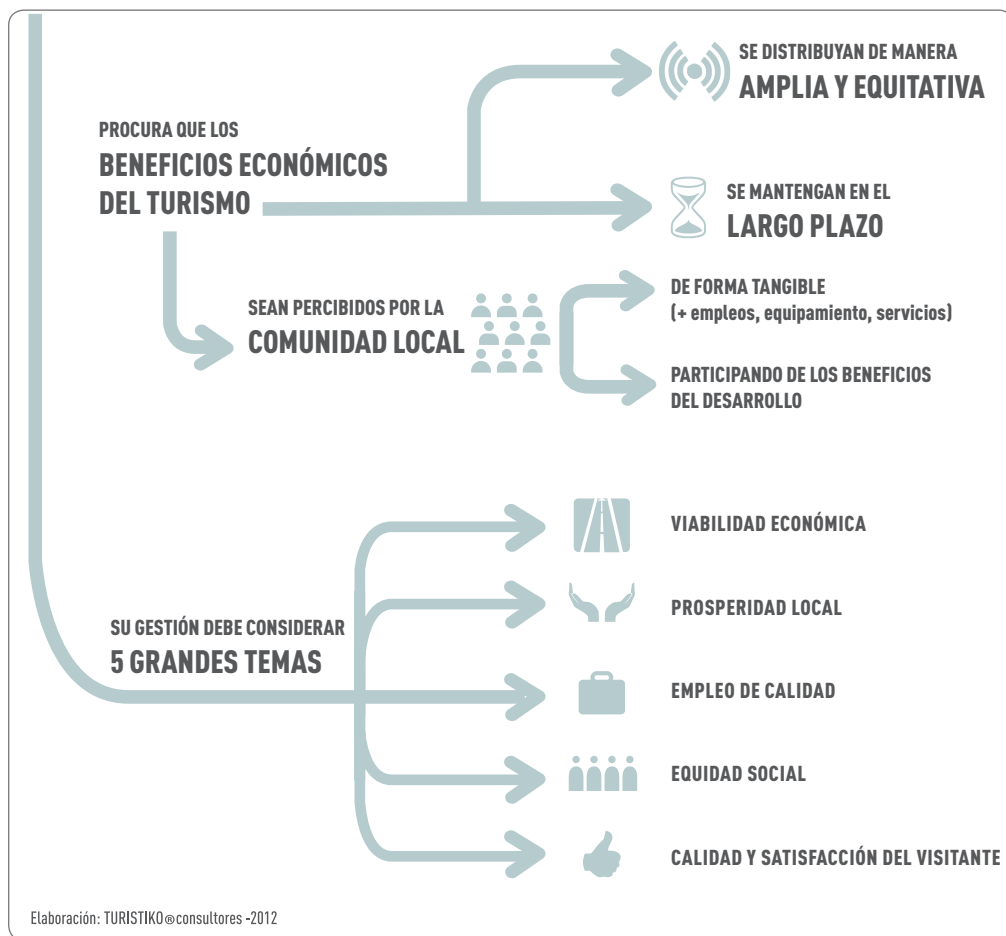 SE DISTRIBUYAN DE MANERA
AMPLIA Y EQUITATIVA
PROCURA QUE LOS
BENEFICIOS ECONÓMICOS
DEL TURISMO
SE MANTENGAN EN EL
LARGO PLAZO
SEAN PERCIBIDOS POR LA
COMUNIDAD LOCAL
DE FORMA TANGIBLE
(+ empleos, equipamiento, servicios)
PARTICIPANDO DE LOS BENEFICIOS
DEL DESARROLLO
SU GESTIÓN DEBE CONSIDERAR
5 GRANDES TEMAS
VIABILIDAD ECONÓMICA
PROSPERIDAD LOCAL
EMPLEO DE CALIDAD
EQUIDAD SOCIAL
CALIDAD Y SATISFACCIÓN DEL VISITANTE
Elaboración: TURISTIKO®consultores -2012